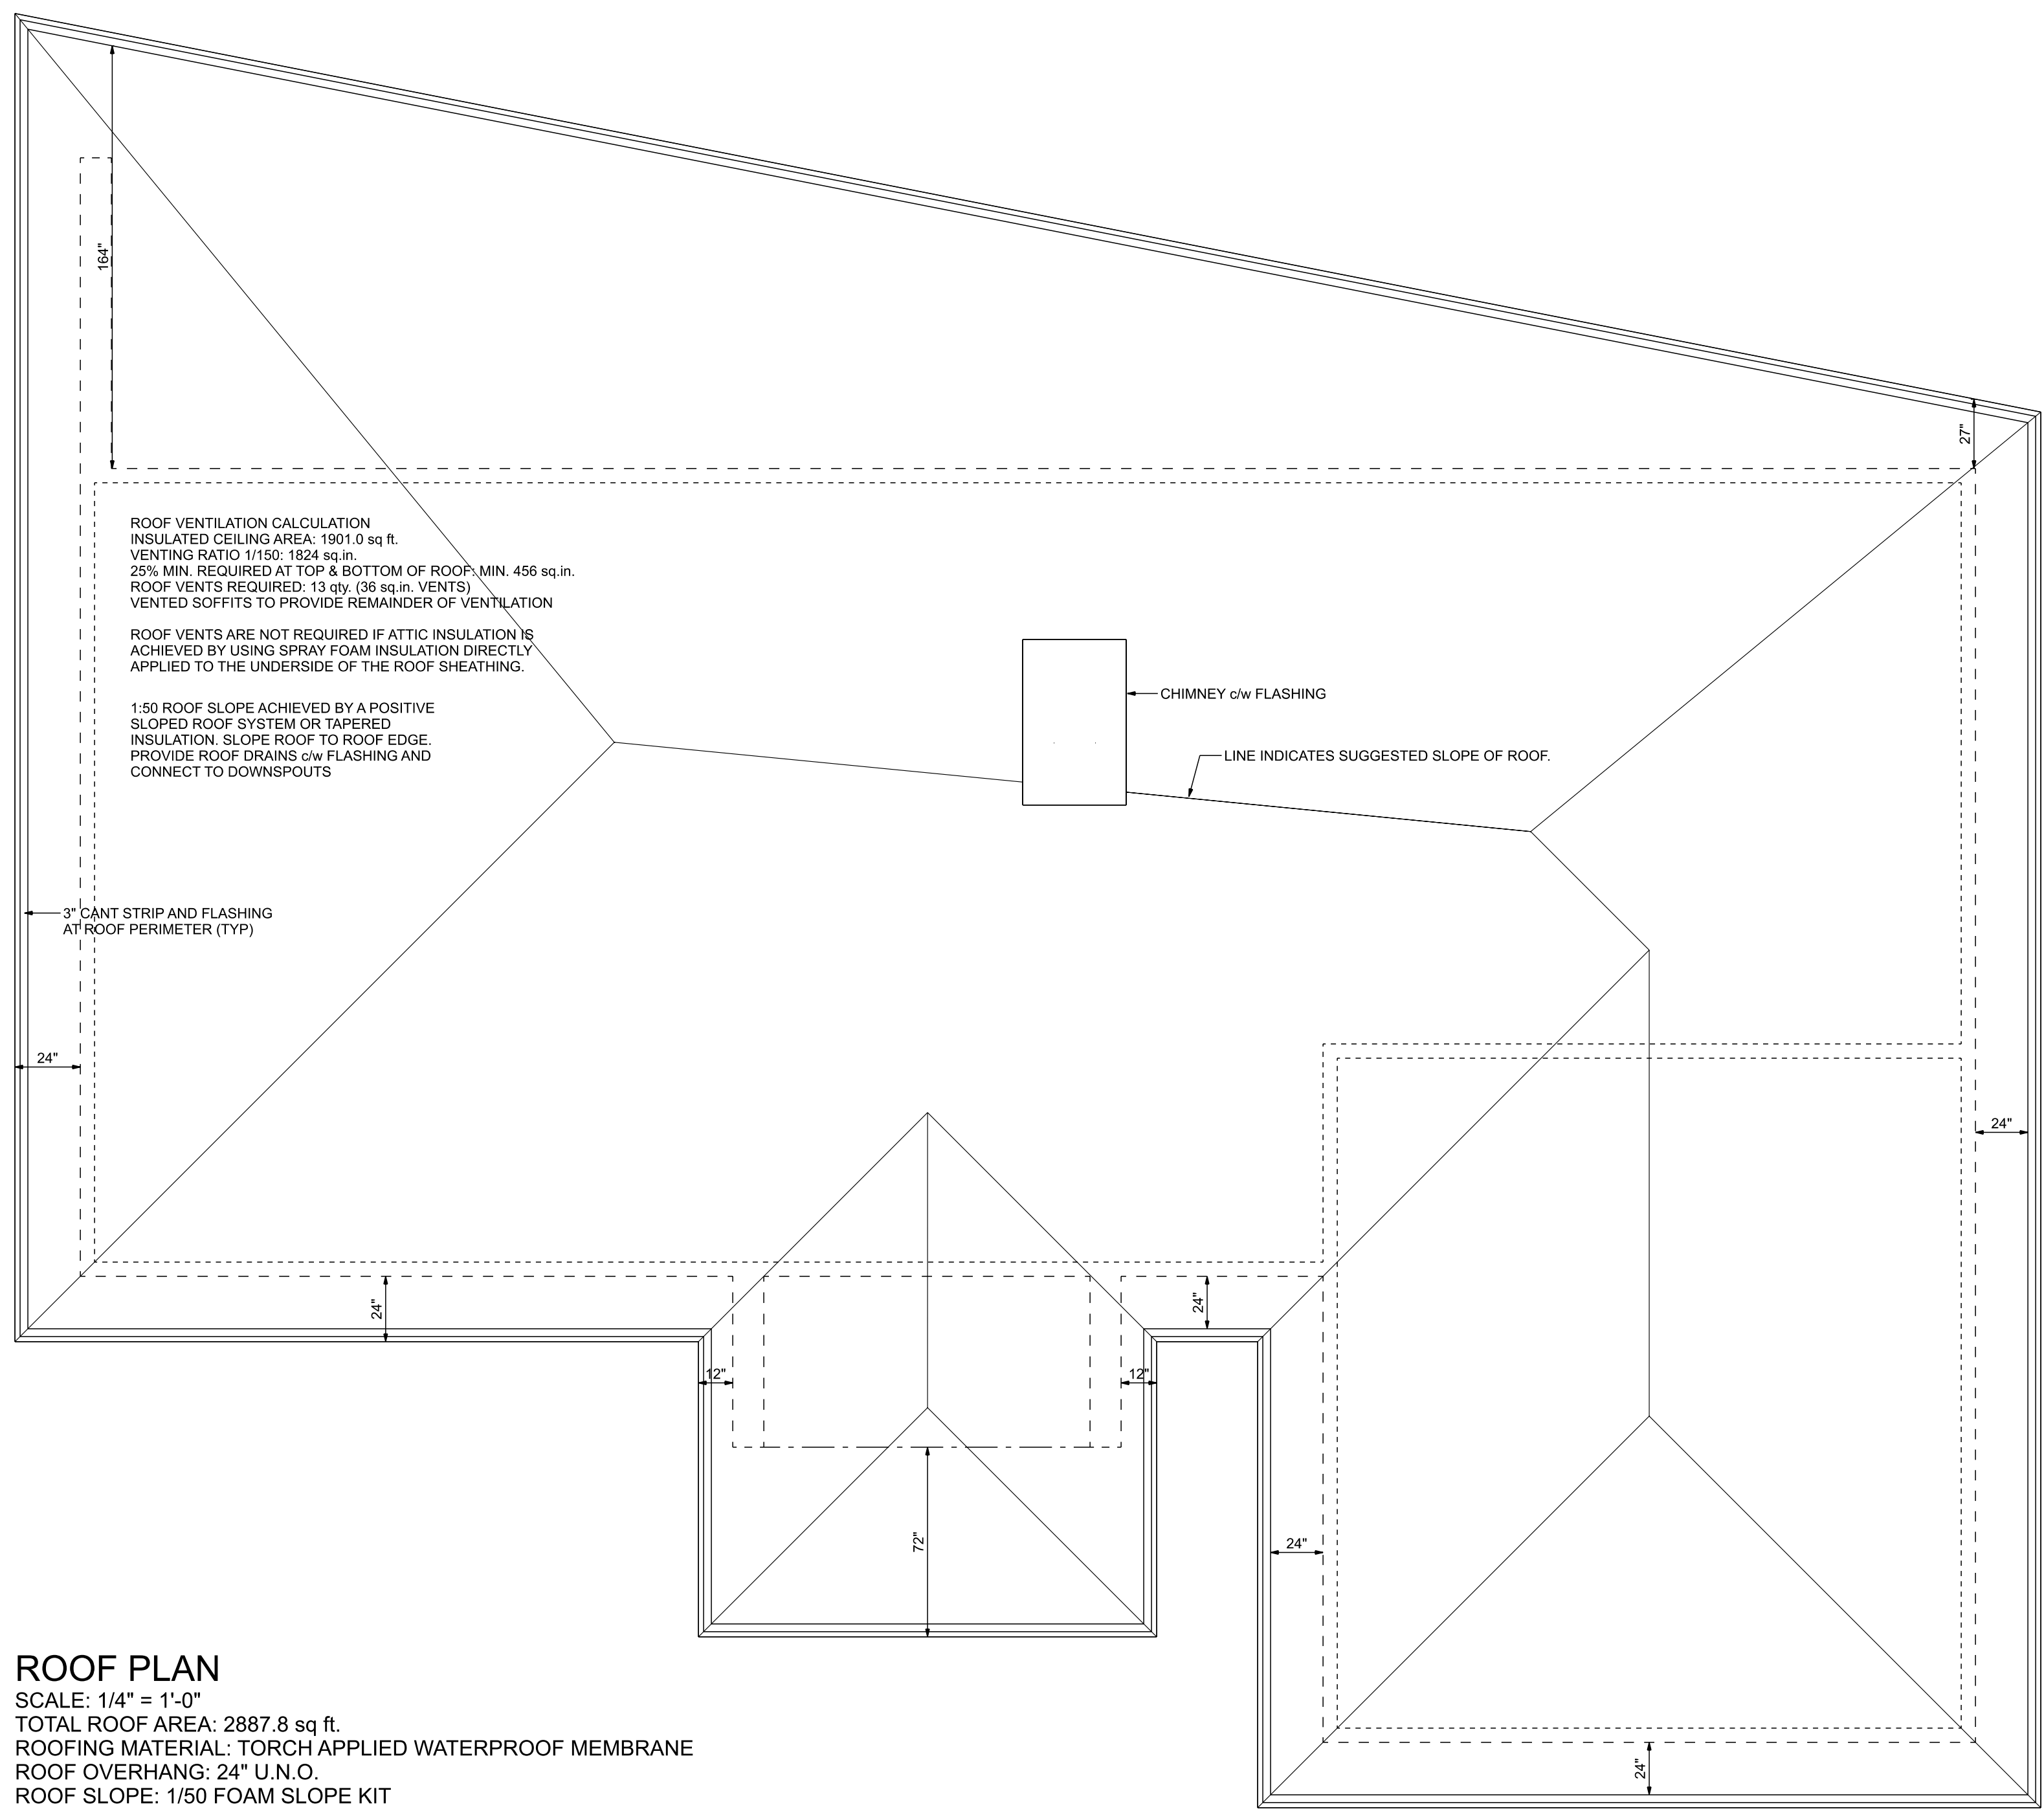 164"
27"
ROOF VENTILATION CALCULATION
INSULATED CEILING AREA: 1901.0 sq ft.
VENTING RATIO 1/150: 1824 sq.in.
25% MIN. REQUIRED AT TOP & BOTTOM OF ROOF: MIN. 456 sq.in.
ROOF VENTS REQUIRED: 13 qty. (36 sq.in. VENTS)
VENTED SOFFITS TO PROVIDE REMAINDER OF VENTILATION
ROOF VENTS ARE NOT REQUIRED IF ATTIC INSULATION IS
ACHIEVED BY USING SPRAY FOAM INSULATION DIRECTLY
APPLIED TO THE UNDERSIDE OF THE ROOF SHEATHING.
1:50 ROOF SLOPE ACHIEVED BY A POSITIVE
SLOPED ROOF SYSTEM OR TAPERED
INSULATION. SLOPE ROOF TO ROOF EDGE.
PROVIDE ROOF DRAINS c/w FLASHING AND
CONNECT TO DOWNSPOUTS
CHIMNEY c/w FLASHING
LINE INDICATES SUGGESTED SLOPE OF ROOF.
3" CANT STRIP AND FLASHING
AT ROOF PERIMETER (TYP)
24"
24"
24"
24"
12"
12"
72"
24"
24"
ROOF PLAN
SCALE: 1/4" = 1'-0"
TOTAL ROOF AREA: 2887.8 sq ft.
ROOFING MATERIAL: TORCH APPLIED WATERPROOF MEMBRANE
ROOF OVERHANG: 24" U.N.O.
ROOF SLOPE: 1/50 FOAM SLOPE KIT